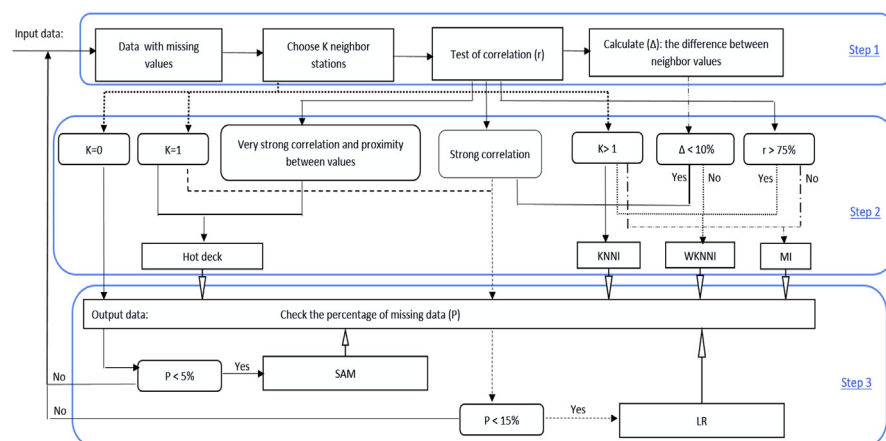 Input data:
Data with missing
values
Choose K neighbor
stations
Test of correlation (r)
Calculate (Δ): the difference between
neighbor values
Step 1
K=0
K=1
Very strong correlation and proximity
between values
Strong correlation
K> 1
Δ < 10%
r > 75%
Yes
No
Yes
No
Step 2
Hot deck
KNNI
WKNNI
MI
Output data:
Check the percentage of missing data (P)
No
P < 5%
Yes
SAM
Step 3
No
P < 15%
Yes
LR